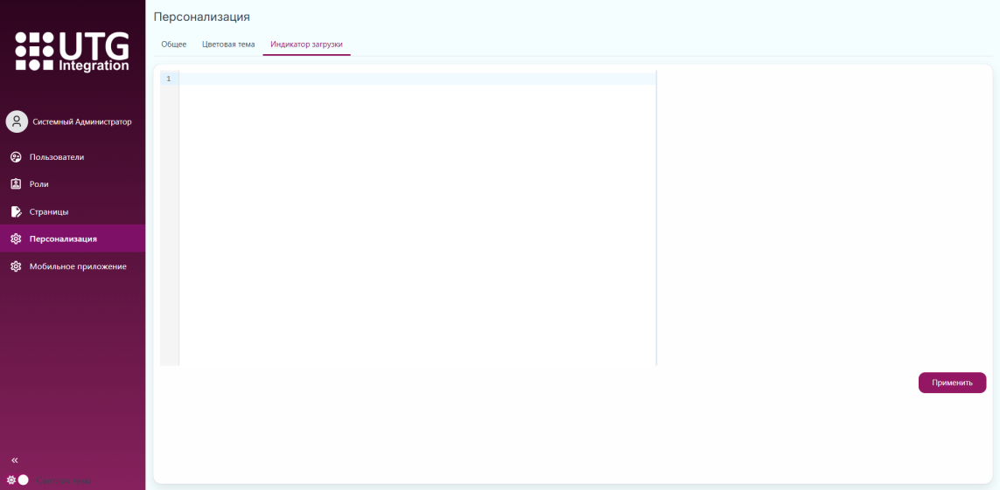 UTG
Integration
Системный Администратор
Пользователи
Роли
Страницы
Персонализация
Мобильное приложение
Персонализация
Общее Цветовая тема Индикатор загрузки
1
Применить